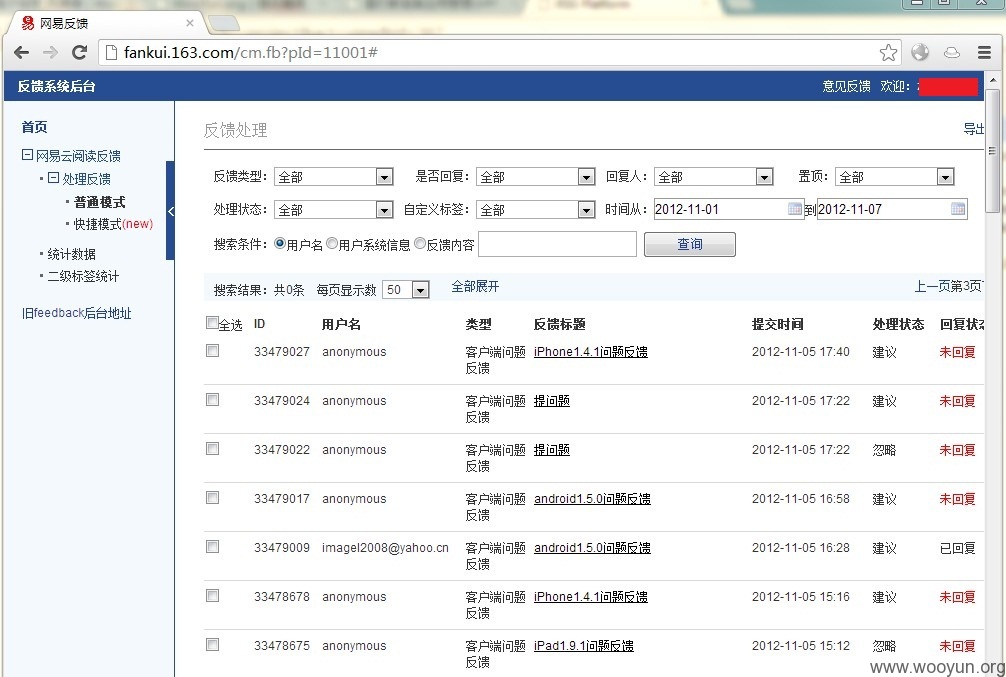 网易反馈
fankui.163.com/cm.fb?pId=11001#
反馈系统后台
意见反馈 欢迎:
首页
网易云阅读反馈
处理反馈
普通模式
快捷模式(new)
统计数据
二级标签统计
旧feedback后台地址
反馈处理
导出
反馈类型: 全部 是否回复: 全部 回复人: 全部 置顶: 全部
处理状态: 全部 自定义标签: 全部 时间从: 2012-11-01 到 2012-11-07
搜索条件: 用户名 用户系统信息 反馈内容 查询
搜索结果: 共0条 每页显示数 50 全部展开 上一页第3页
全选 ID 用户名 类型 反馈标题 提交时间 处理状态 回复状态
33479027 anonymous 客户端问题反馈 iPhone1.4.1问题反馈 2012-11-05 17:40 建议 未回复
33479024 anonymous 客户端问题反馈 提问题 2012-11-05 17:22 建议 未回复
33479022 anonymous 客户端问题反馈 提问题 2012-11-05 17:22 忽略 未回复
33479017 anonymous 客户端问题反馈 android1.5.0问题反馈 2012-11-05 16:58 建议 未回复
33479009 imagel2008@yahoo.cn 客户端问题反馈 android1.5.0问题反馈 2012-11-05 16:28 建议 已回复
33478678 anonymous 客户端问题反馈 iPhone1.4.1问题反馈 2012-11-05 15:16 建议 未回复
33478675 anonymous 客户端问题反馈 iPad1.9.1问题反馈 2012-11-05 15:12 忽略 未回复
www.wooyun.org